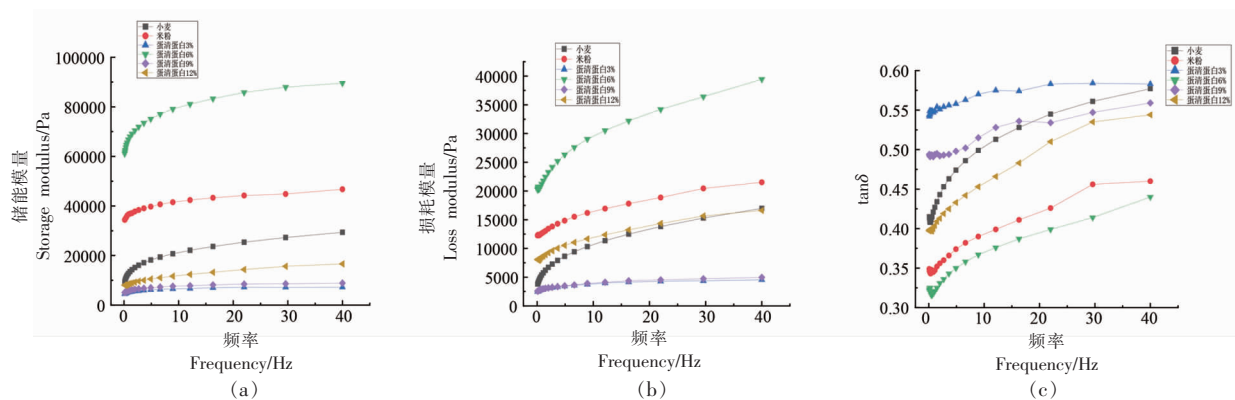 小麦
米粉
蛋清蛋白3%
蛋清蛋白6%
蛋清蛋白9%
蛋清蛋白12%
储能模量
Storage modulus/Pa
100000
80000
60000
40000
20000
0
0 10 20 30 40
频率
Frequency/Hz
(a)
小麦
米粉
蛋清蛋白3%
蛋清蛋白6%
蛋清蛋白9%
蛋清蛋白12%
损耗模量
Loss modulus/Pa
40000
35000
30000
25000
20000
15000
10000
5000
0
0 10 20 30 40
频率
Frequency/Hz
(b)
小麦
米粉
蛋清蛋白3%
蛋清蛋白6%
蛋清蛋白9%
蛋清蛋白12%
tanδ
0.60
0.55
0.50
0.45
0.40
0.35
0.30
0 10 20 30 40
频率
Frequency/Hz
(c)